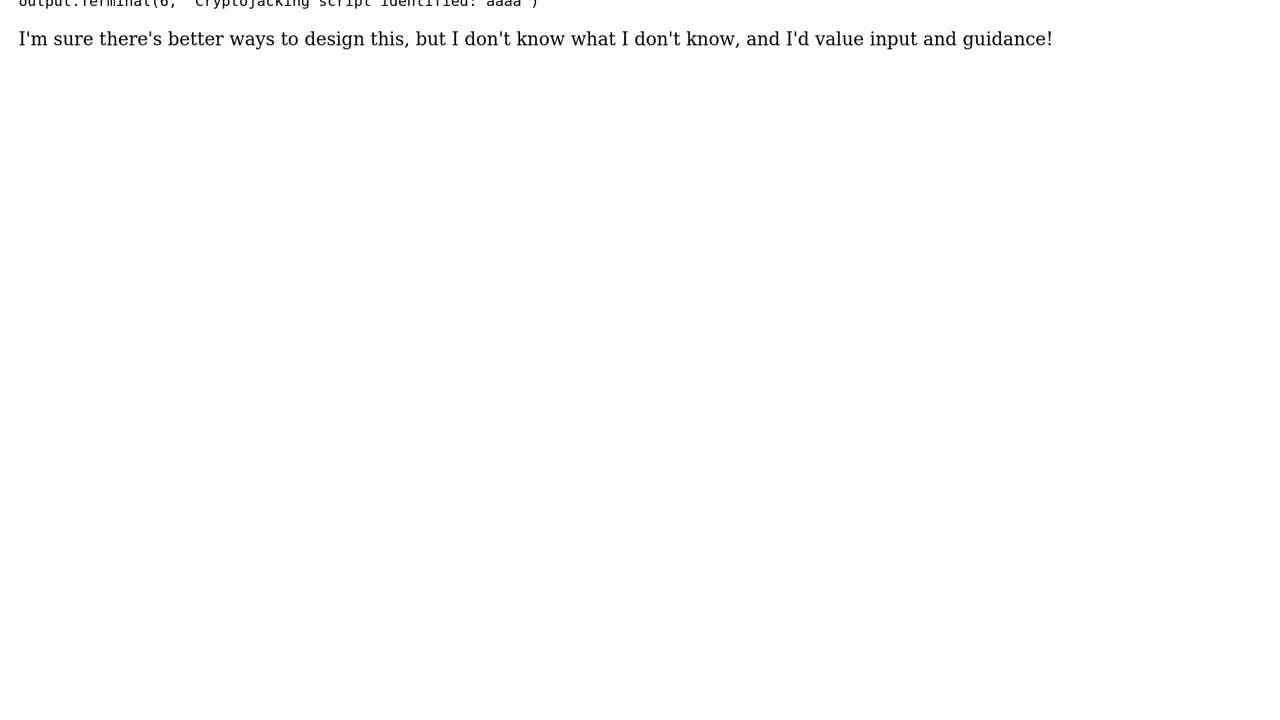 output.Terminal(6, "Cryptojacking script identified: aaaa")
I'm sure there's better ways to design this, but I don't know what I don't know, and I'd value input and guidance!